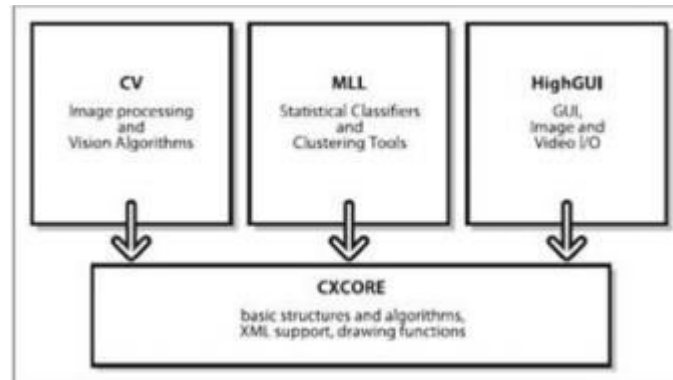 CV
Image processing
and
Vision Algorithms
MLL
Statistical Classifiers
and
Clustering Tools
HighGUI
GUI,
Image and
Video I/O
CXCORE
basic structures and algorithms,
XML support, drawing functions